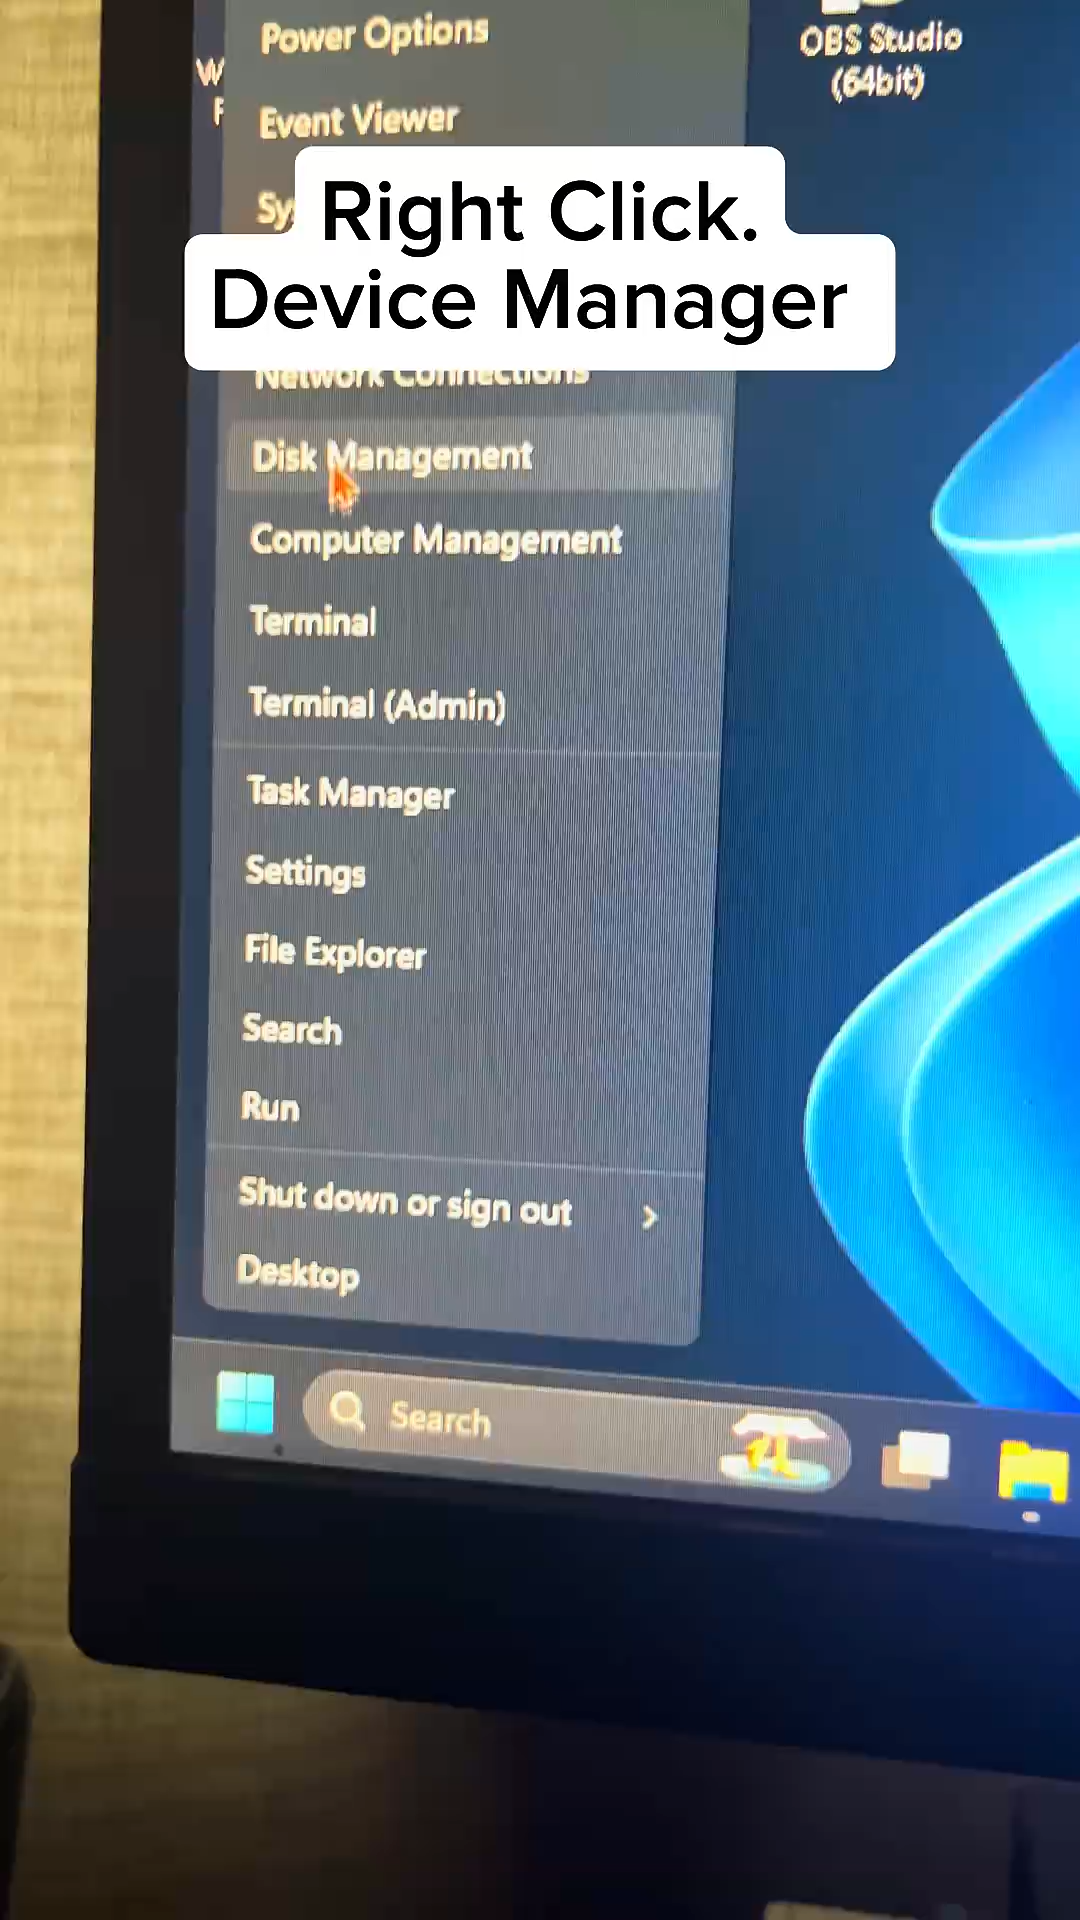 Power Options
OBS Studio
(64bit)
W
F
Event Viewer
Sy
Right Click.
Device Manager
Network Connections
Disk Management
Computer Management
Terminal
Terminal (Admin)
Task Manager
Settings
File Explorer
Search
Run
Shut down or sign out
Desktop
Search